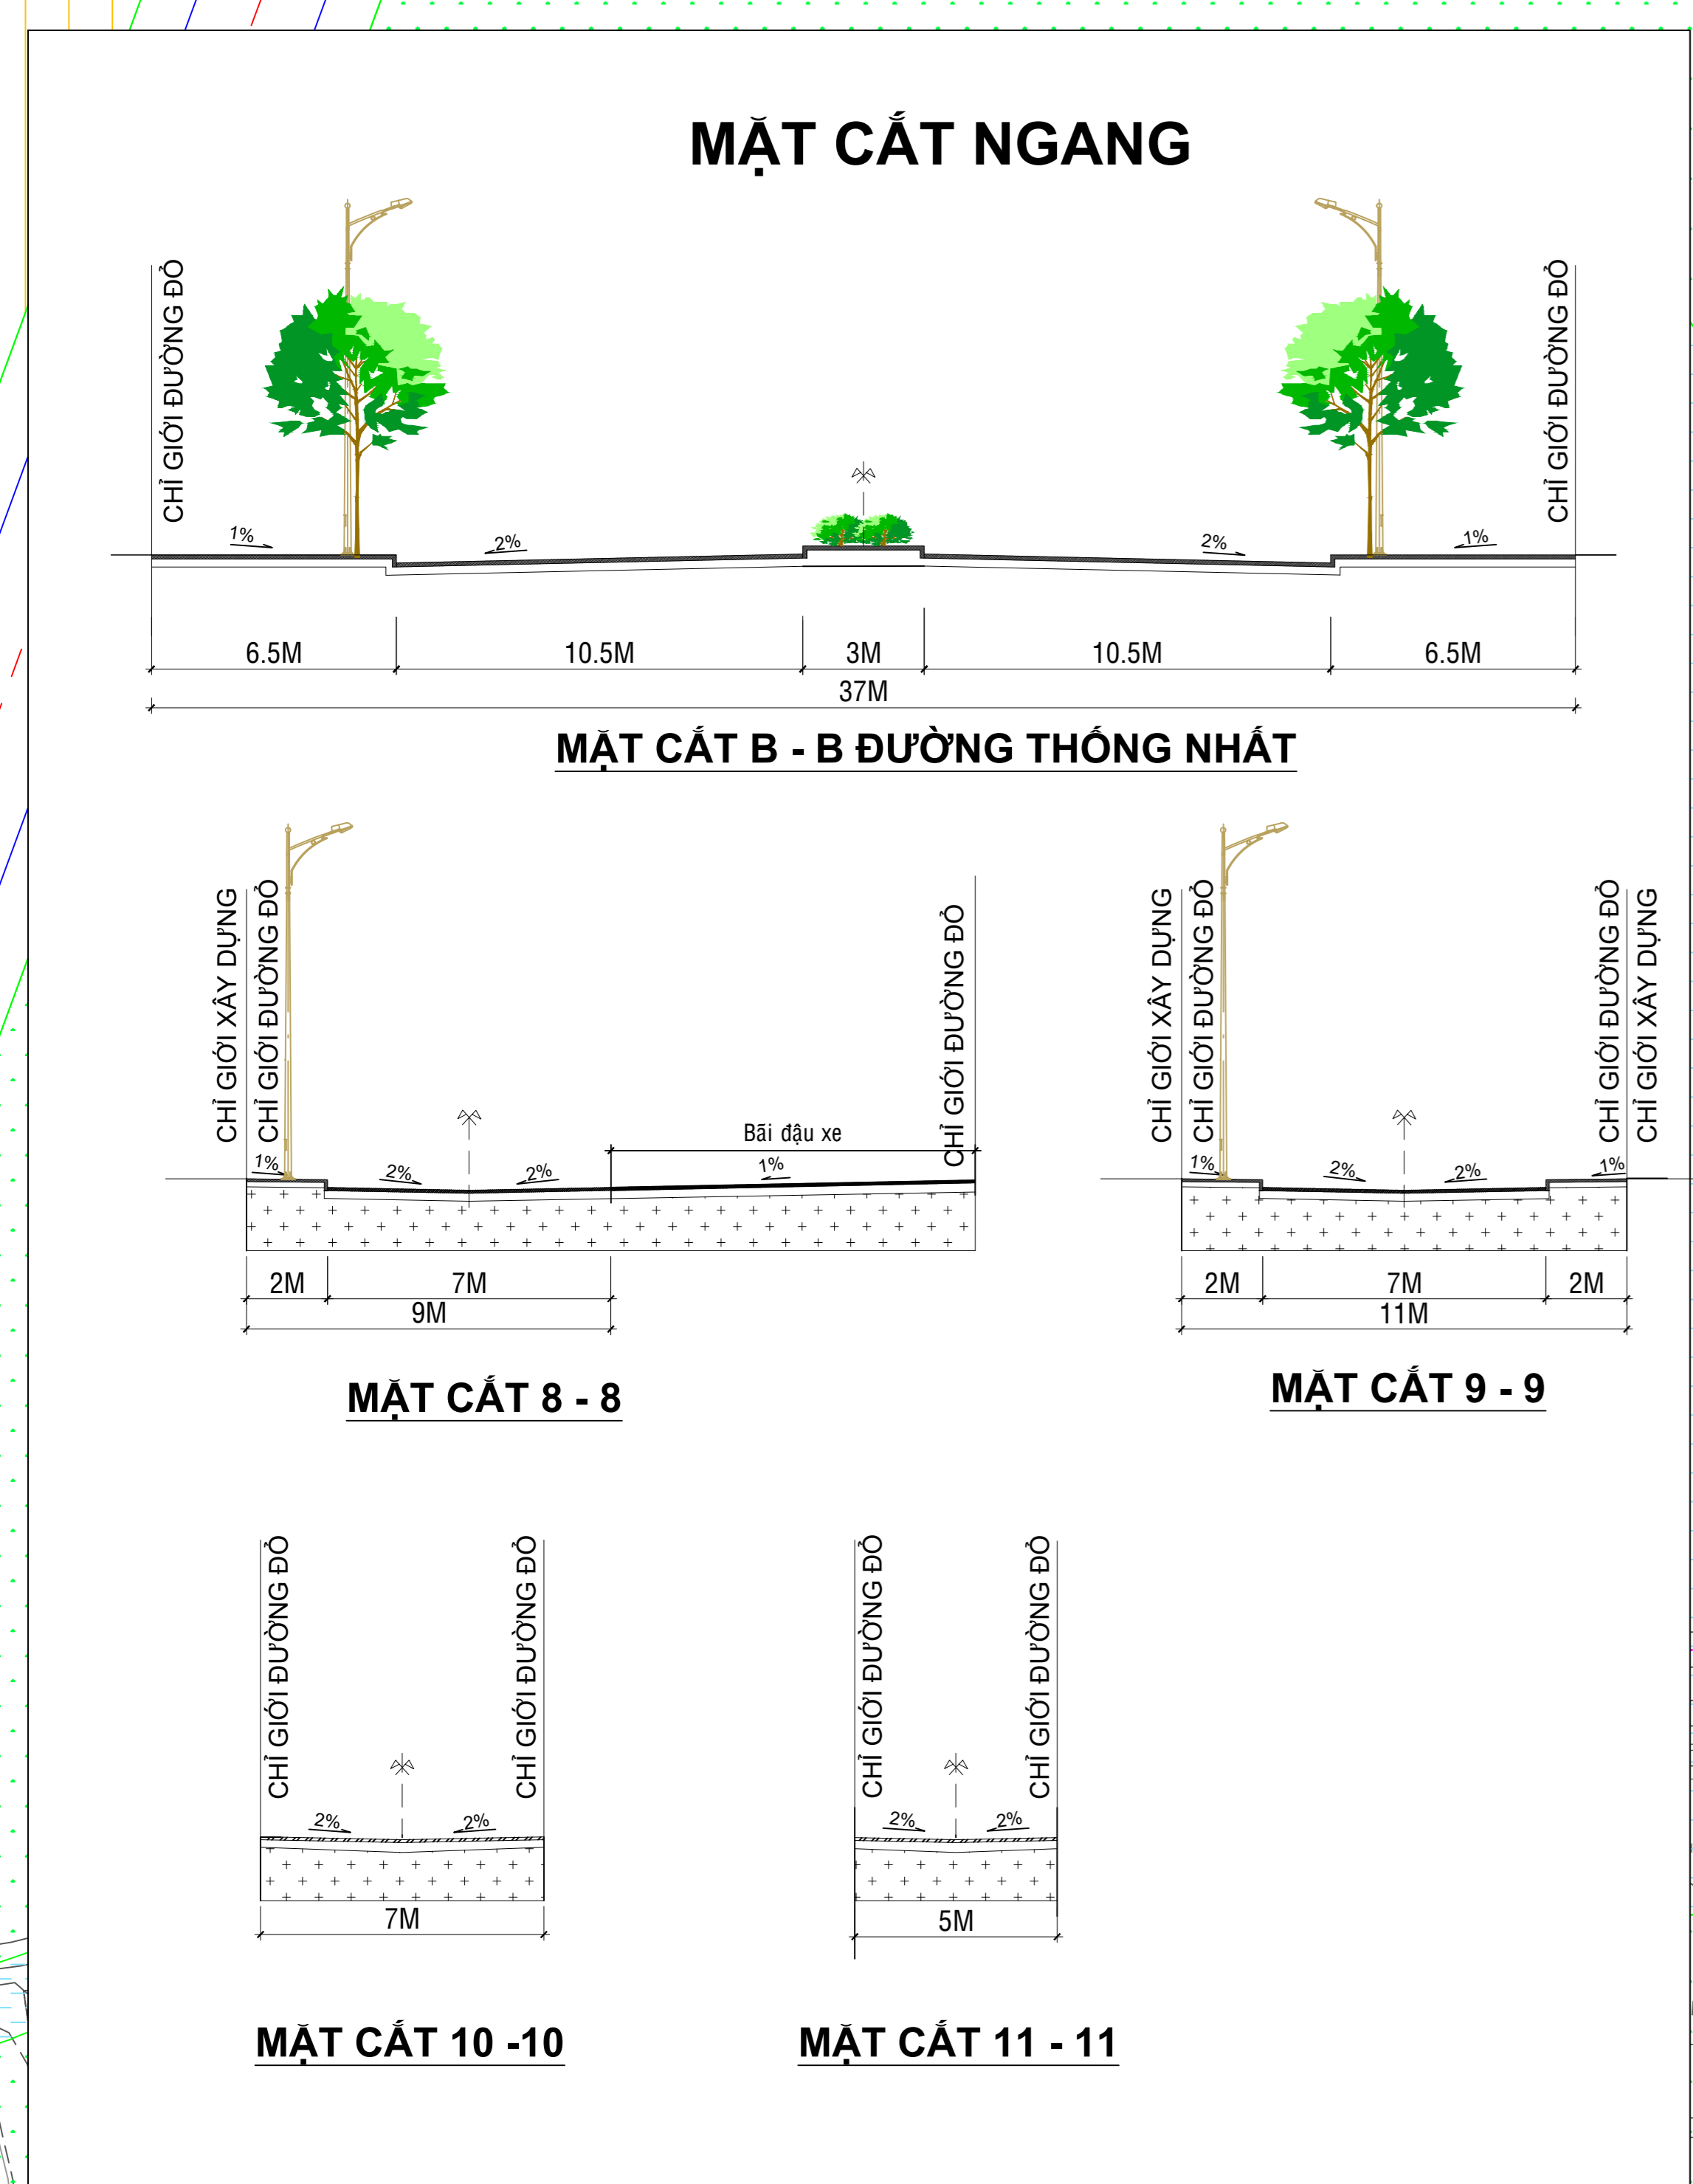 MẶT CẮT NGANG
CHỈ GIỚI ĐƯỜNG ĐỎ
CHỈ GIỚI ĐƯỜNG ĐỎ
1%
2%
2%
1%
6.5M
10.5M
3M
10.5M
6.5M
37M
MẶT CẮT B - B ĐƯỜNG THỐNG NHẤT
CHỈ GIỚI XÂY DỰNG
CHỈ GIỚI ĐƯỜNG ĐỎ
CHỈ GIỚI ĐƯỜNG ĐỎ
Bãi đậu xe
1%
2%
2%
1%
2M
7M
9M
MẶT CẮT 8 - 8
CHỈ GIỚI XÂY DỰNG
CHỈ GIỚI ĐƯỜNG ĐỎ
CHỈ GIỚI ĐƯỜNG ĐỎ
CHỈ GIỚI XÂY DỰNG
1%
2%
2%
1%
2M
7M
2M
11M
MẶT CẮT 9 - 9
CHỈ GIỚI ĐƯỜNG ĐỎ
CHỈ GIỚI ĐƯỜNG ĐỎ
2%
2%
7M
MẶT CẮT 10 -10
CHỈ GIỚI ĐƯỜNG ĐỎ
CHỈ GIỚI ĐƯỜNG ĐỎ
2%
2%
5M
MẶT CẮT 11 - 11